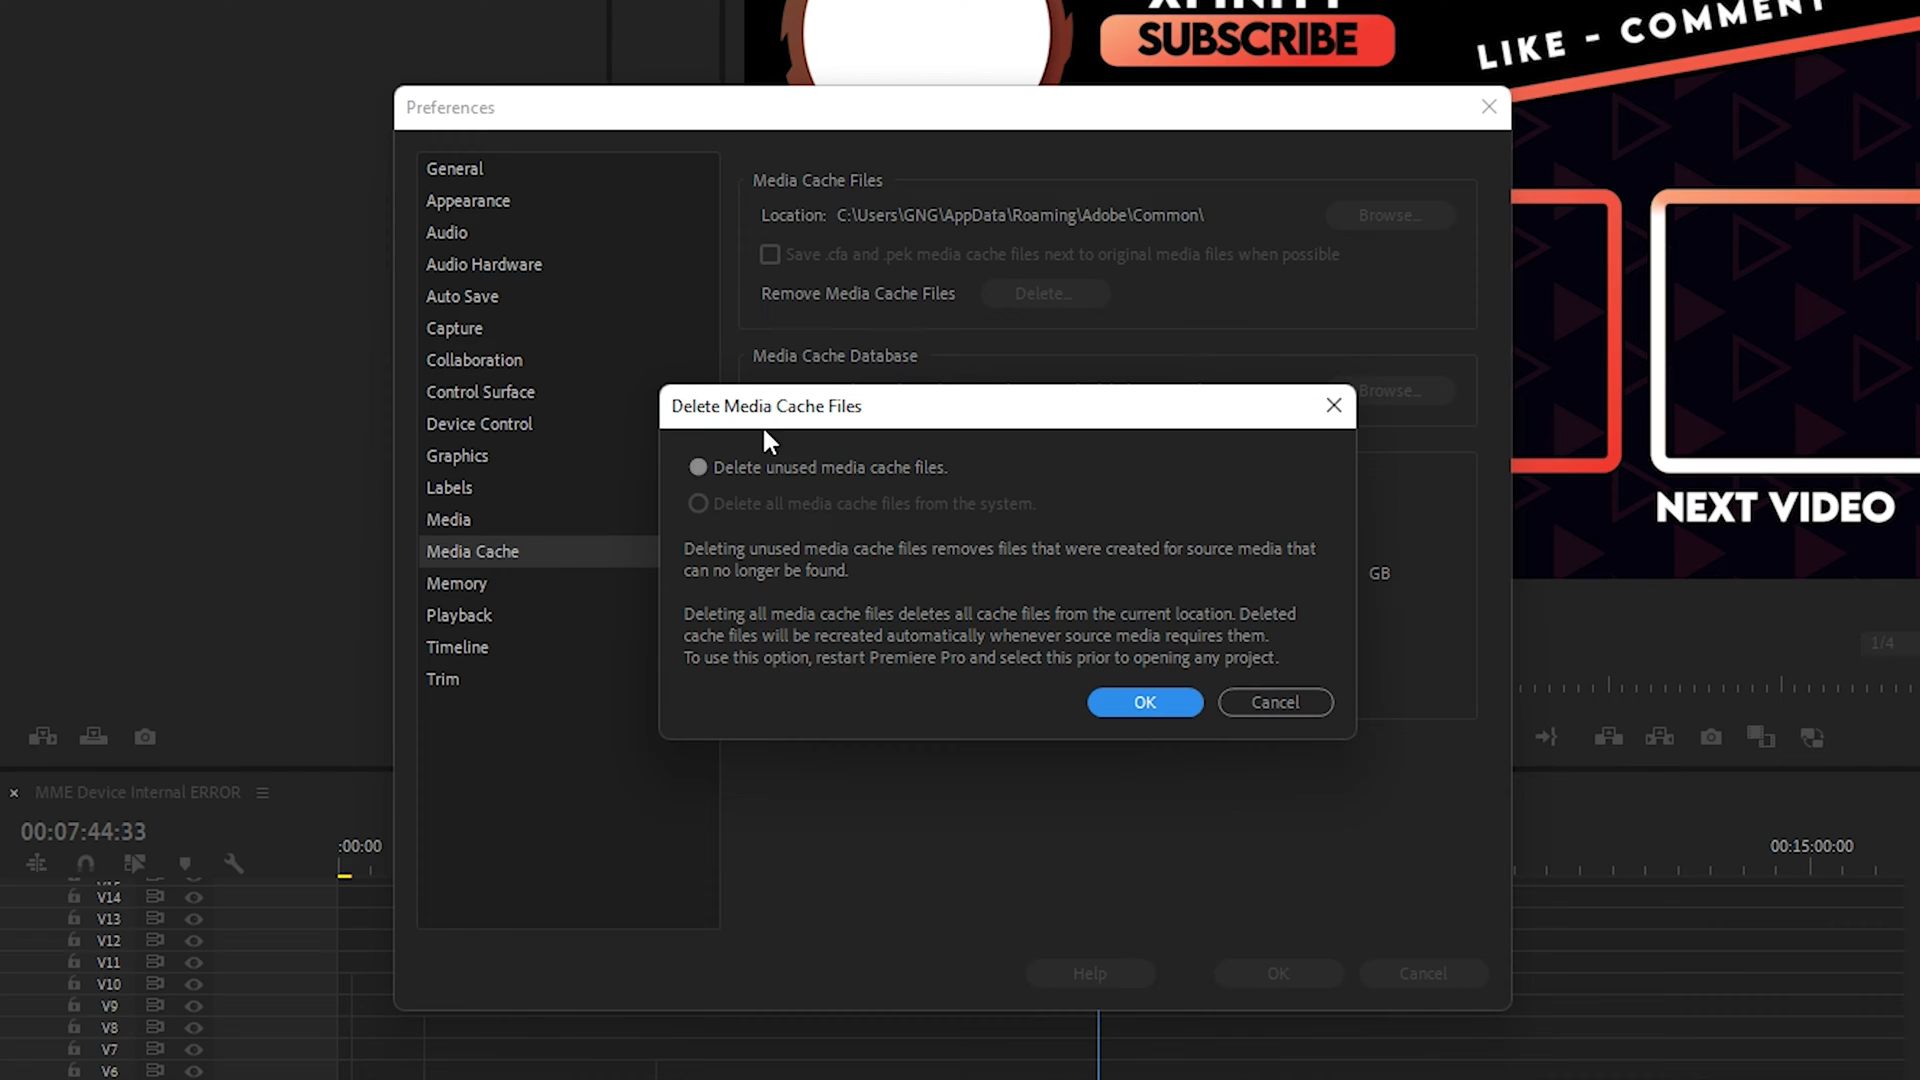 XFINITY
SUBSCRIBE
LIKE - COMMENT
Preferences
General
Appearance
Audio
Audio Hardware
Auto Save
Capture
Collaboration
Control Surface
Device Control
Graphics
Labels
Media
Media Cache
Memory
Playback
Timeline
Trim
Media Cache Files
Location: C:\Users\GNG\AppData\Roaming\Adobe\Common\
Browse...
Save .cfa and .pek media cache files next to original media files when possible
Remove Media Cache Files
Delete...
Media Cache Database
Browse...
Delete Media Cache Files
Delete unused media cache files.
Delete all media cache files from the system.
Deleting unused media cache files removes files that were created for source media that
can no longer be found.
Deleting all media cache files deletes all cache files from the current location. Deleted
cache files will be recreated automatically whenever source media requires them.
To use this option, restart Premiere Pro and select this prior to opening any project.
OK
Cancel
GB
NEXT VIDEO
1/4
Help
OK
Cancel
MME Device Internal ERROR
00:07:44:33
:00:00
00:15:00:00
V14
V13
V12
V11
V10
V9
V8
V7
V6